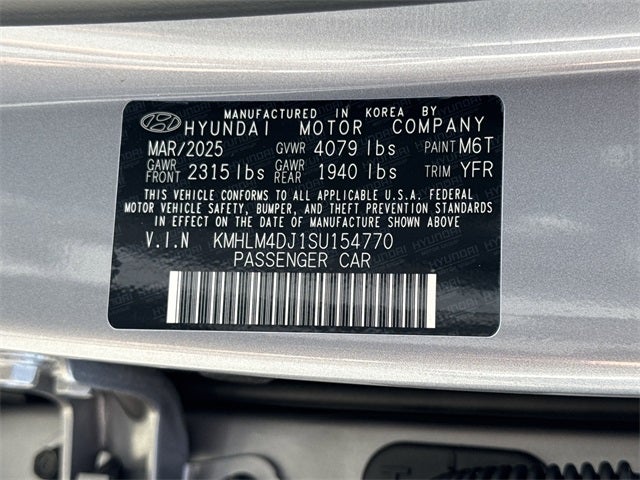 MANUFACTURED IN KOREA BY
HYUNDAI MOTOR COMPANY
MAR/2025 GVWR 4079 lbs PAINT M6T
GAWR FRONT 2315 lbs GAWR REAR 1940 lbs TRIM YFR
THIS VEHICLE CONFORMS TO ALL APPLICABLE U.S.A. FEDERAL
MOTOR VEHICLE SAFETY, BUMPER, AND THEFT PREVENTION STANDARDS
IN EFFECT ON THE DATE OF MANUFACTURE SHOWN ABOVE
V.I.N KMHLM4DJ1SU154770
PASSENGER CAR